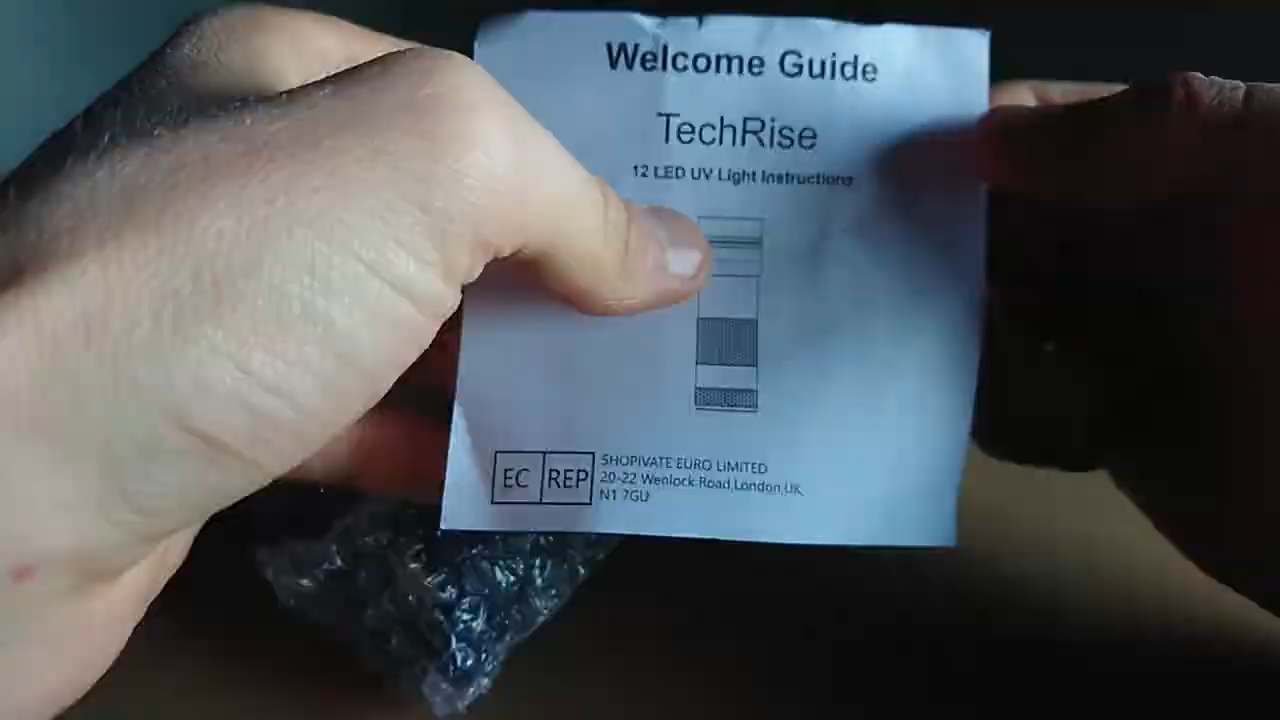 Welcome Guide
TechRise
12 LED UV Light Instructions
EC REP
SHOPIVATE EURO LIMITED
20-22 Wenlock Road,London,UK,
N1 7GU